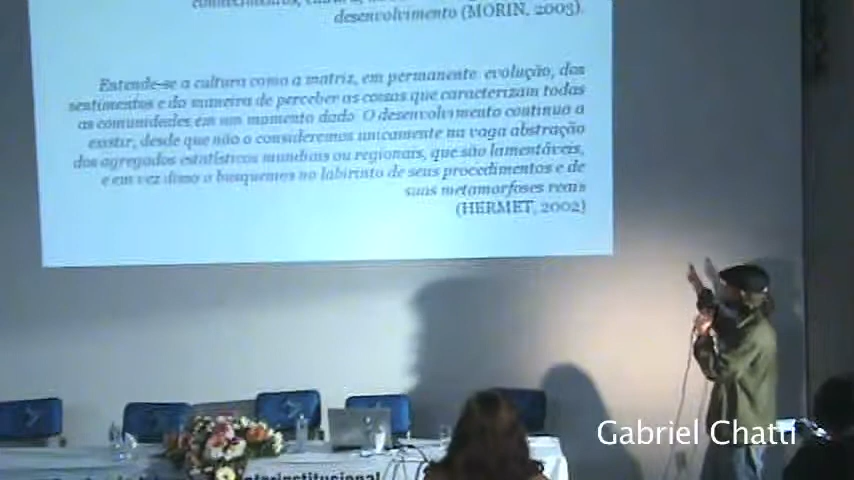 desenvolvimento (MORIN, 2003).
Entende-se a cultura como a matriz, em permanente evolução, dos
sentimentos e da maneira de perceber as coisas que caracterizam todas
as comunidades em um momento dado. O desenvolvimento continua a
existir, desde que não o consideremos unicamente na vaga abstração
dos agregados estatísticos mundiais ou regionais, que são lamentáveis,
e em vez disso o busquemos no labirinto de seus procedimentos e de
suas metamorfoses reais
(HERMET, 2002)
Gabriel Chatti
interinstitucional